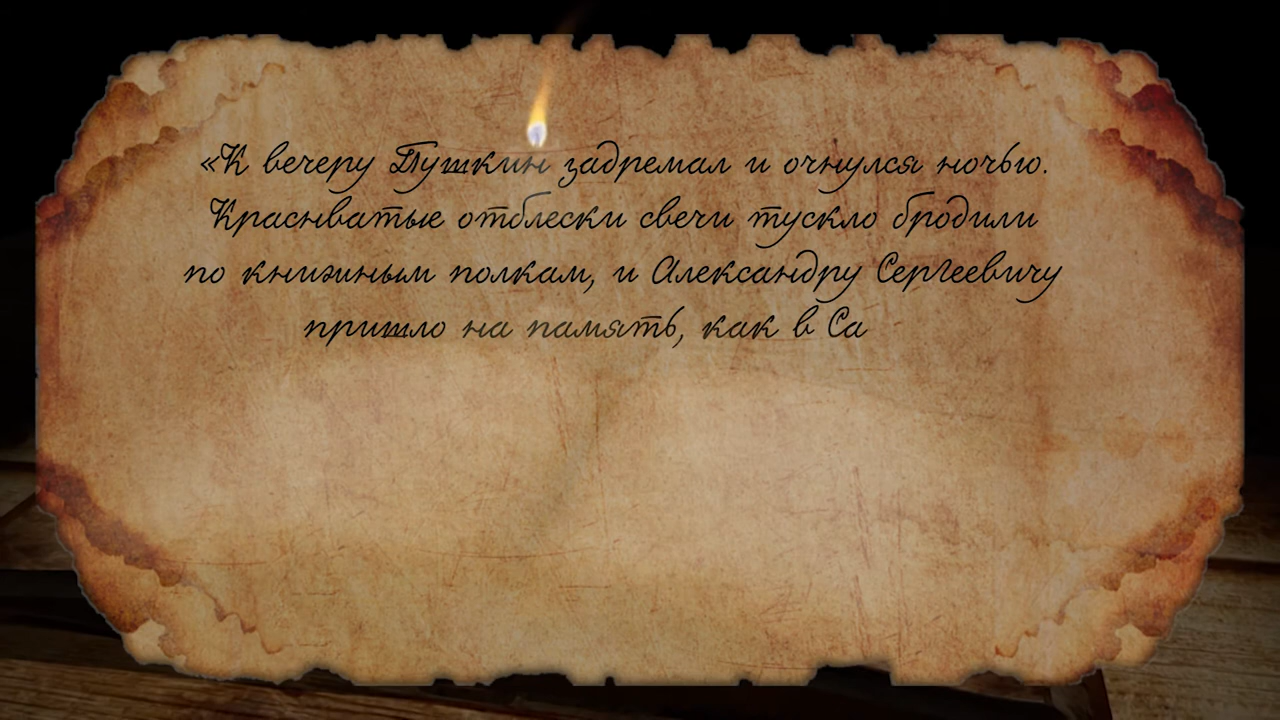 «К вечеру Пушкин задремал и очнулся ночью.
Краснватые отблески свечи тускло бродили
по книжным полкам, и Александру Сергеевичу
пришло на память, как в Са